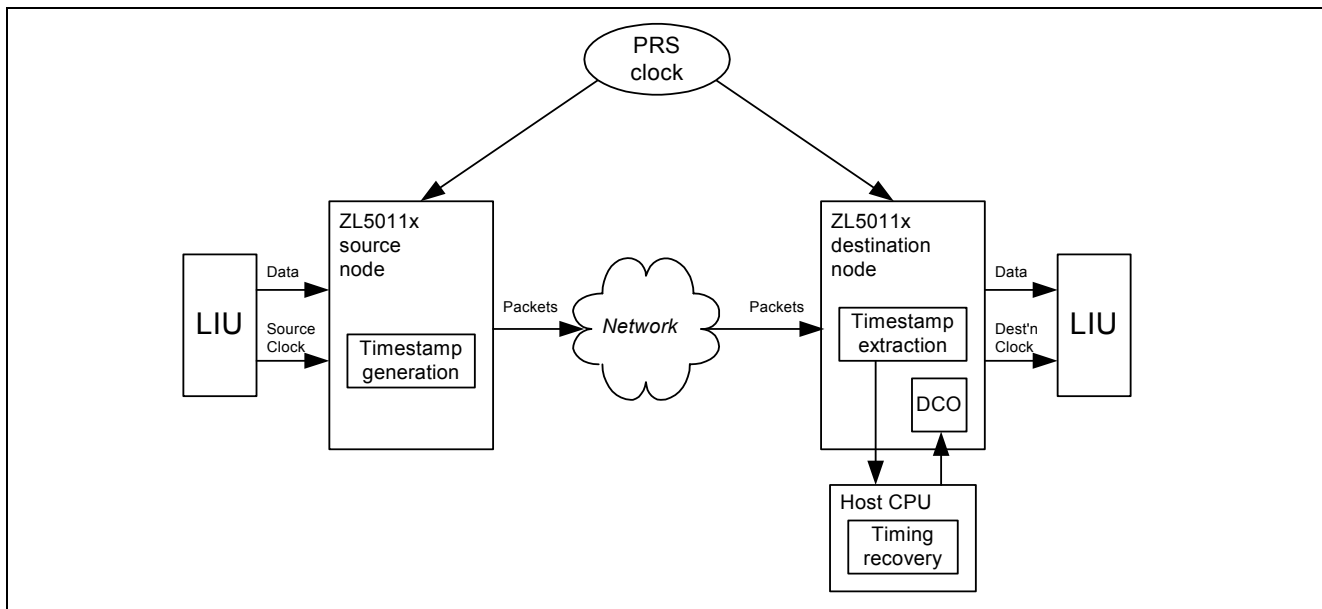 PRS
clock
ZL5011x
source
node
ZL5011x
destination
node
LIU
Data
Source
Clock
Timestamp
generation
Packets
Network
Packets
Timestamp
extraction
DCO
Data
Dest'n
Clock
LIU
Host CPU
Timing
recovery